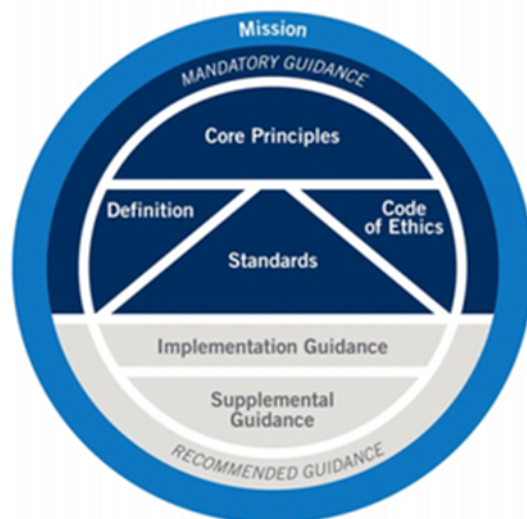 Mission
MANDATORY GUIDANCE
Core Principles
Definition
Code
of Ethics
Standards
Implementation Guidance
Supplemental
Guidance
RECOMMENDED GUIDANCE